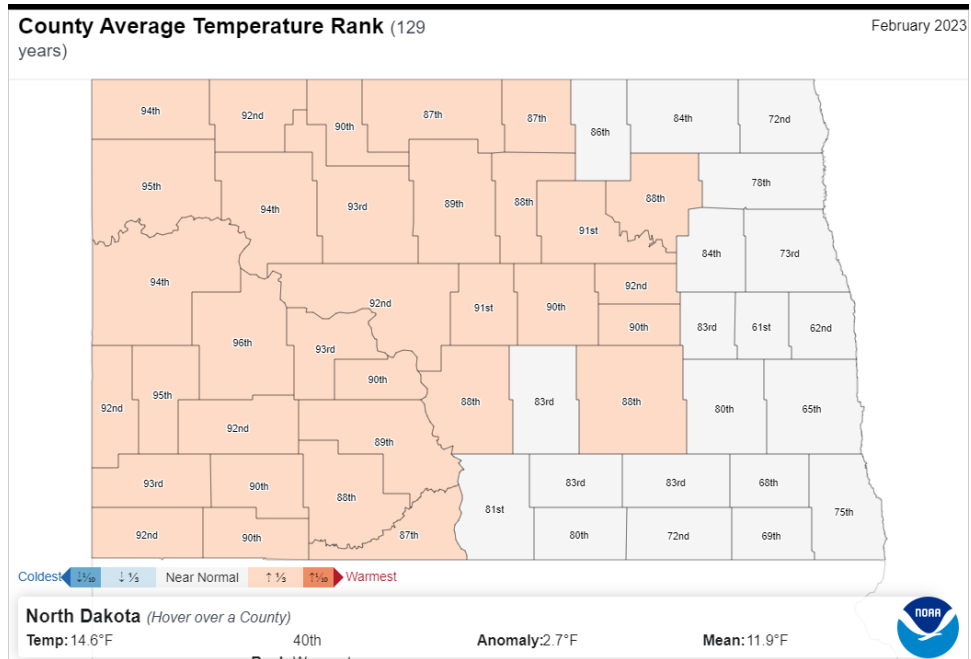 County Average Temperature Rank (129
years)
February 2023
94th 92nd 90th 87th 87th 86th 84th 72nd
95th 94th 93rd 89th 88th 91st 88th 78th
84th 73rd
94th 92nd 91st 90th 92nd
90th 83rd 61st 62nd
96th 93rd
90th
92nd 95th 92nd 88th 83rd 88th 80th 65th
89th
93rd 90th 88th 81st 83rd 83rd 68th 75th
92nd 90th 87th 80th 72nd 69th
Coldest ↓⅒ ↓ ⅓ Near Normal ↑ ⅓ ↑⅒ Warmest
North Dakota (Hover over a County)
NOAA
Temp: 14.6°F 40th Anomaly:2.7°F Mean: 11.9°F